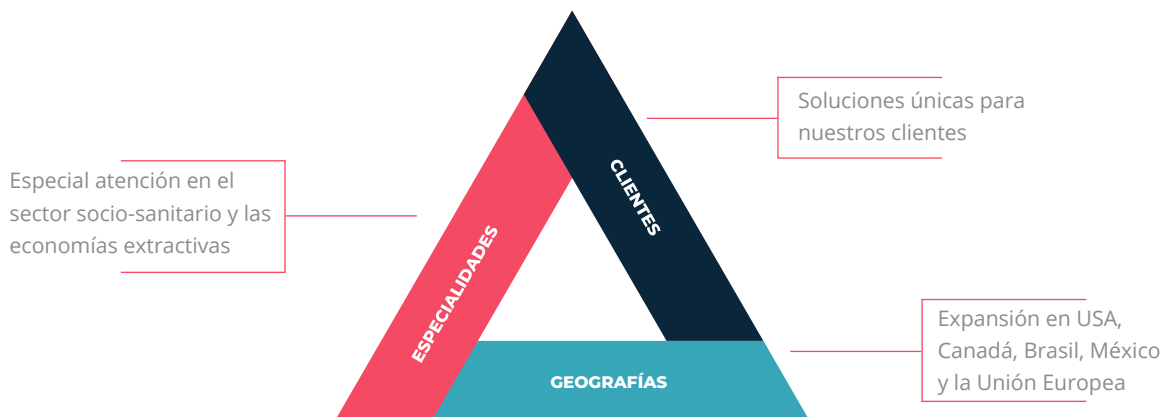 Soluciones únicas para
nuestros clientes
CLIENTES
Especial atención en el
sector socio-sanitario y las
economías extractivas
ESPECIALIDADES
Expansión en USA,
Canadá, Brasil, México
y la Unión Europea
GEOGRAFÍAS